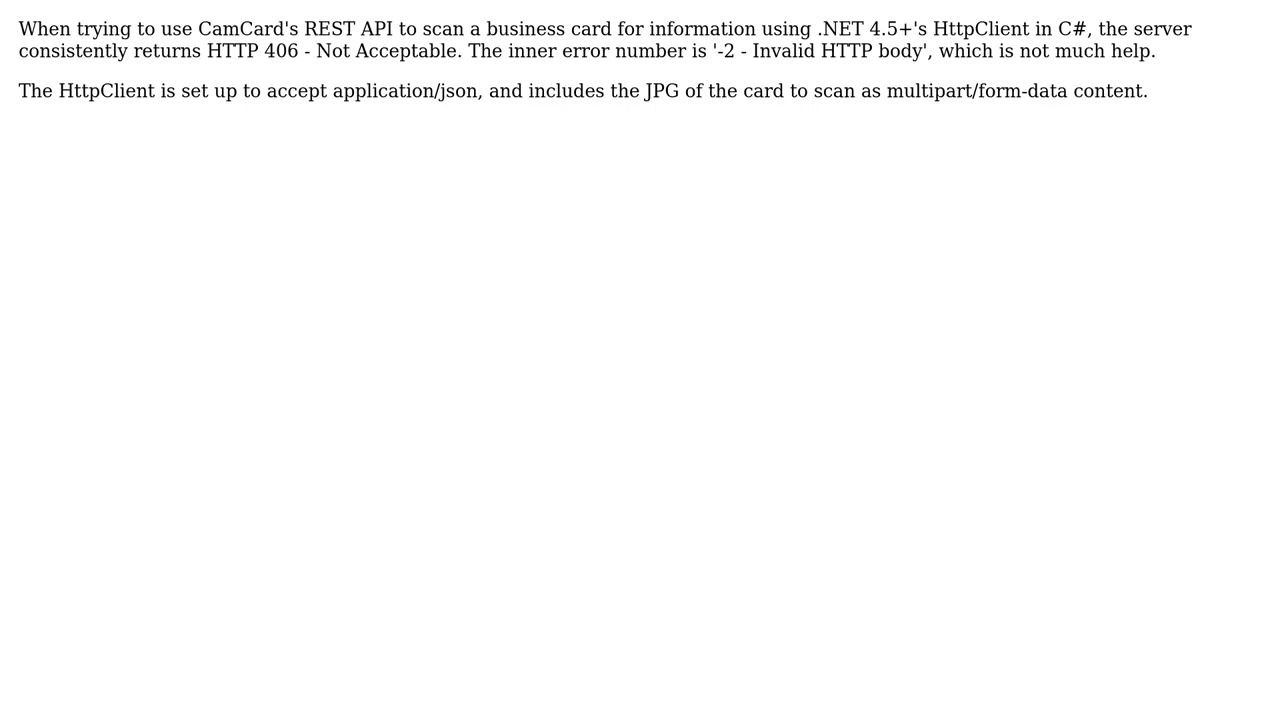 When trying to use CamCard's REST API to scan a business card for information using .NET 4.5+'s HttpClient in C#, the server
consistently returns HTTP 406 - Not Acceptable. The inner error number is '-2 - Invalid HTTP body', which is not much help.
The HttpClient is set up to accept application/json, and includes the JPG of the card to scan as multipart/form-data content.